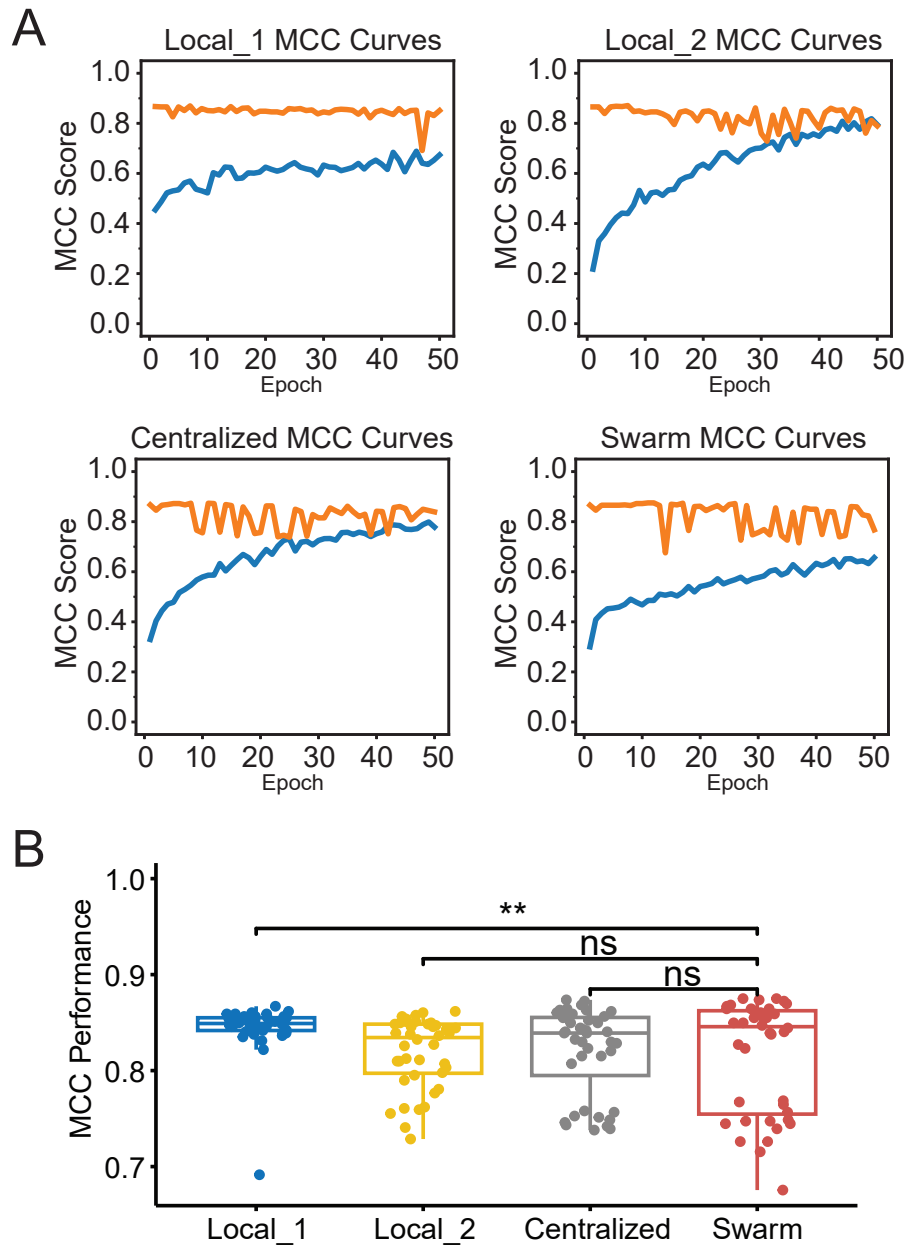 A
Local_1 MCC Curves
Local_2 MCC Curves
MCC Score
1.0
0.8
0.6
0.4
0.2
0.0
0 10 20 30 40 50
Epoch
MCC Score
1.0
0.8
0.6
0.4
0.2
0.0
0 10 20 30 40 50
Epoch
Centralized MCC Curves
Swarm MCC Curves
MCC Score
1.0
0.8
0.6
0.4
0.2
0.0
0 10 20 30 40 50
Epoch
MCC Score
1.0
0.8
0.6
0.4
0.2
0.0
0 10 20 30 40 50
Epoch
B
MCC Performance
1.0
0.9
0.8
0.7
**
ns
ns
Local_1 Local_2 Centralized Swarm